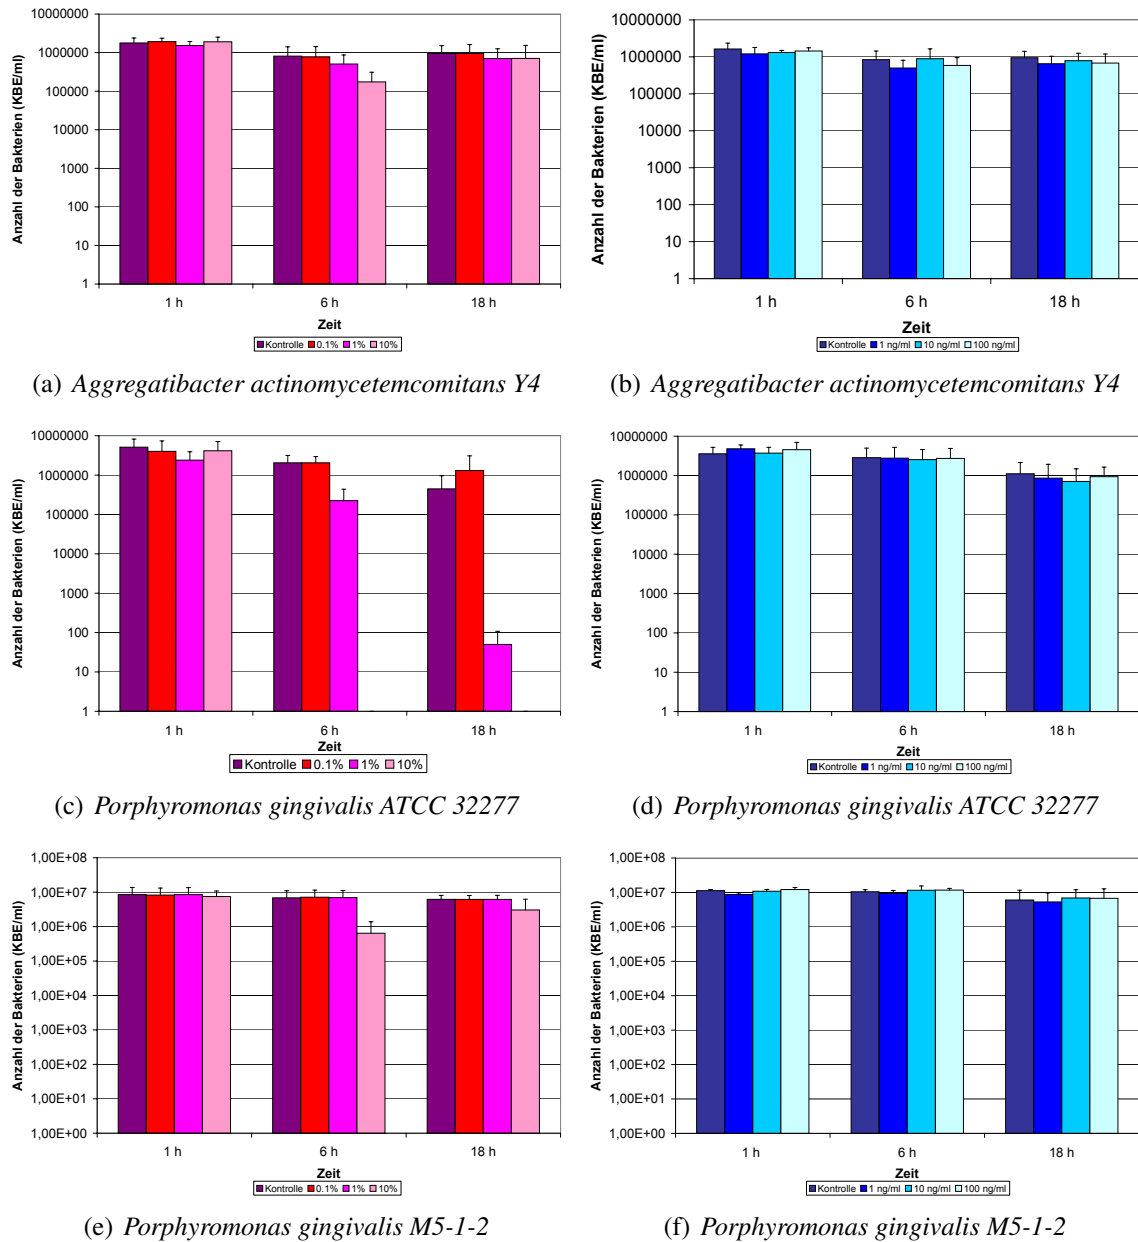 10000000
1000000
100000
10000
1000
100
10
1
Anzahl der Bakterien (KBE/ml)
1 h 6 h 18 h
Zeit
Kontrolle 0.1% 1% 10%
(a) Aggregatibacter actinomycetemcomitans Y4
10000000
1000000
100000
10000
1000
100
10
1
Anzahl der Bakterien (KBE/ml)
1 h 6 h 18 h
Zeit
Kontrolle 1 ng/ml 10 ng/ml 100 ng/ml
(b) Aggregatibacter actinomycetemcomitans Y4
10000000
1000000
100000
10000
1000
100
10
1
Anzahl der Bakterien (KBE/ml)
1 h 6 h 18 h
Zeit
Kontrolle 0.1% 1% 10%
(c) Porphyromonas gingivalis ATCC 32277
10000000
1000000
100000
10000
1000
100
10
1
Anzahl der Bakterien (KBE/ml)
1 h 6 h 18 h
Zeit
Kontrolle 1 ng/ml 10 ng/ml 100 ng/ml
(d) Porphyromonas gingivalis ATCC 32277
1,00E+08
1,00E+07
1,00E+06
1,00E+05
1,00E+04
1,00E+03
1,00E+02
1,00E+01
1,00E+00
Anzahl der Bakterien (KBE/ml)
1 h 6 h 18 h
Zeit
Kontrolle 0.1% 1% 10%
(e) Porphyromonas gingivalis M5-1-2
1,00E+08
1,00E+07
1,00E+06
1,00E+05
1,00E+04
1,00E+03
1,00E+02
1,00E+01
1,00E+00
Anzahl der Bakterien (KBE/ml)
1 h 6 h 18 h
Zeit
Kontrolle 1 ng/ml 10 ng/ml 100 ng/ml
(f) Porphyromonas gingivalis M5-1-2